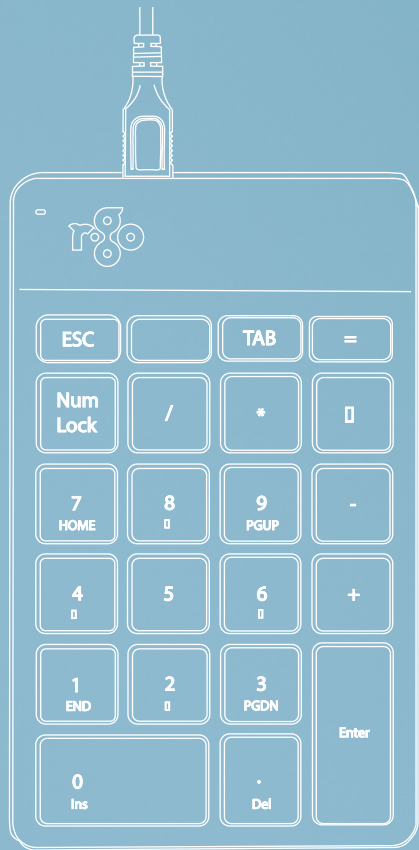 rgo
ESC TAB =
Num
Lock / * ▯
7 8 9 -
HOME ▯ PGUP
4 5 6 +
▯ ▯
1 2 3
END ▯ PGDN
Enter
0 .
Ins Del